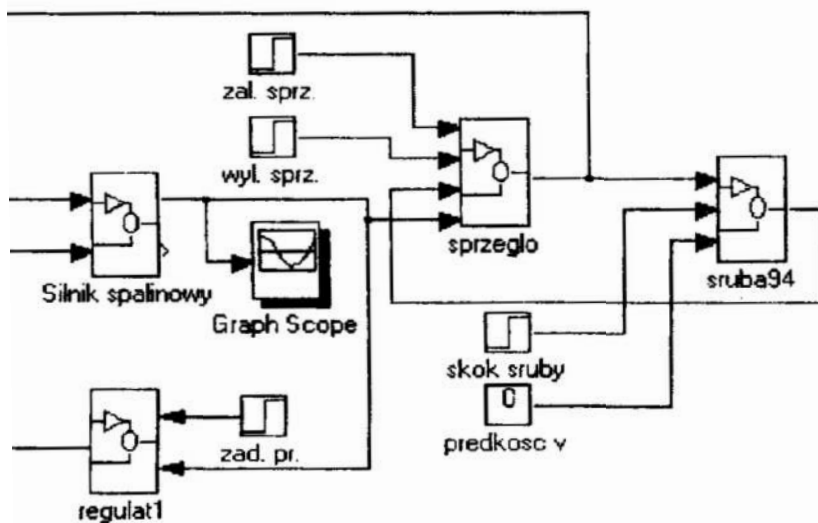 zal. sprz.
wyl. sprz.
sprzeglo
sruba94
Silnik spalinowy
Graph Scope
skok sruby
0
predkosc v
zad. pr.
regulat1